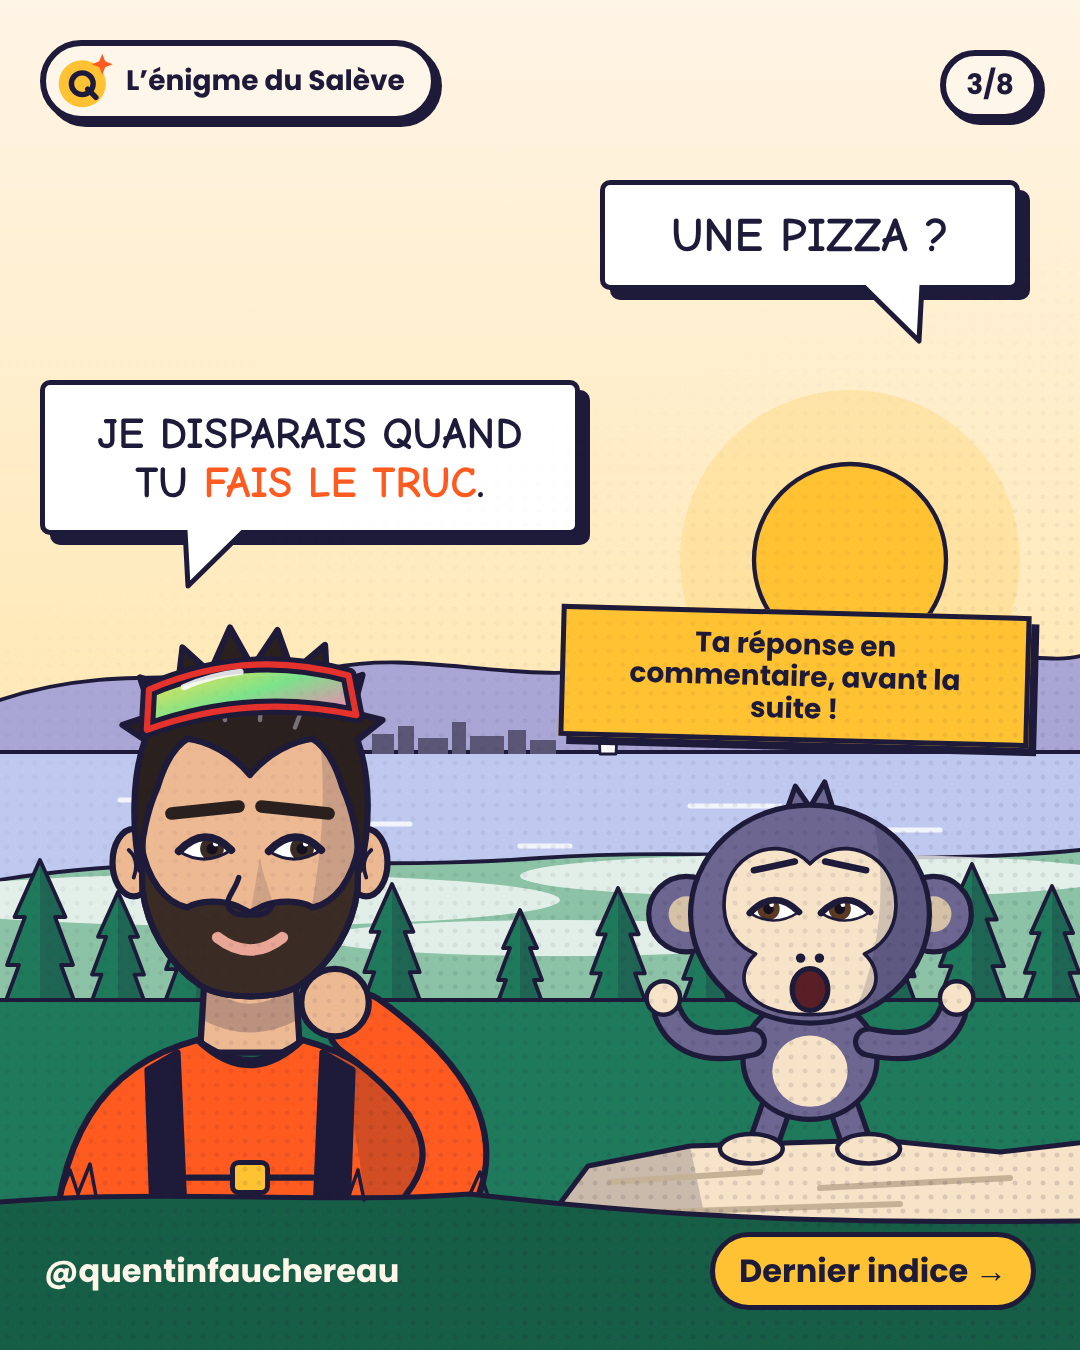 Q L’énigme du Salève
3/8
UNE PIZZA ?
JE DISPARAIS QUAND
TU FAIS LE TRUC.
Ta réponse en
commentaire, avant la
suite !
@quentinfauchereau
Dernier indice →